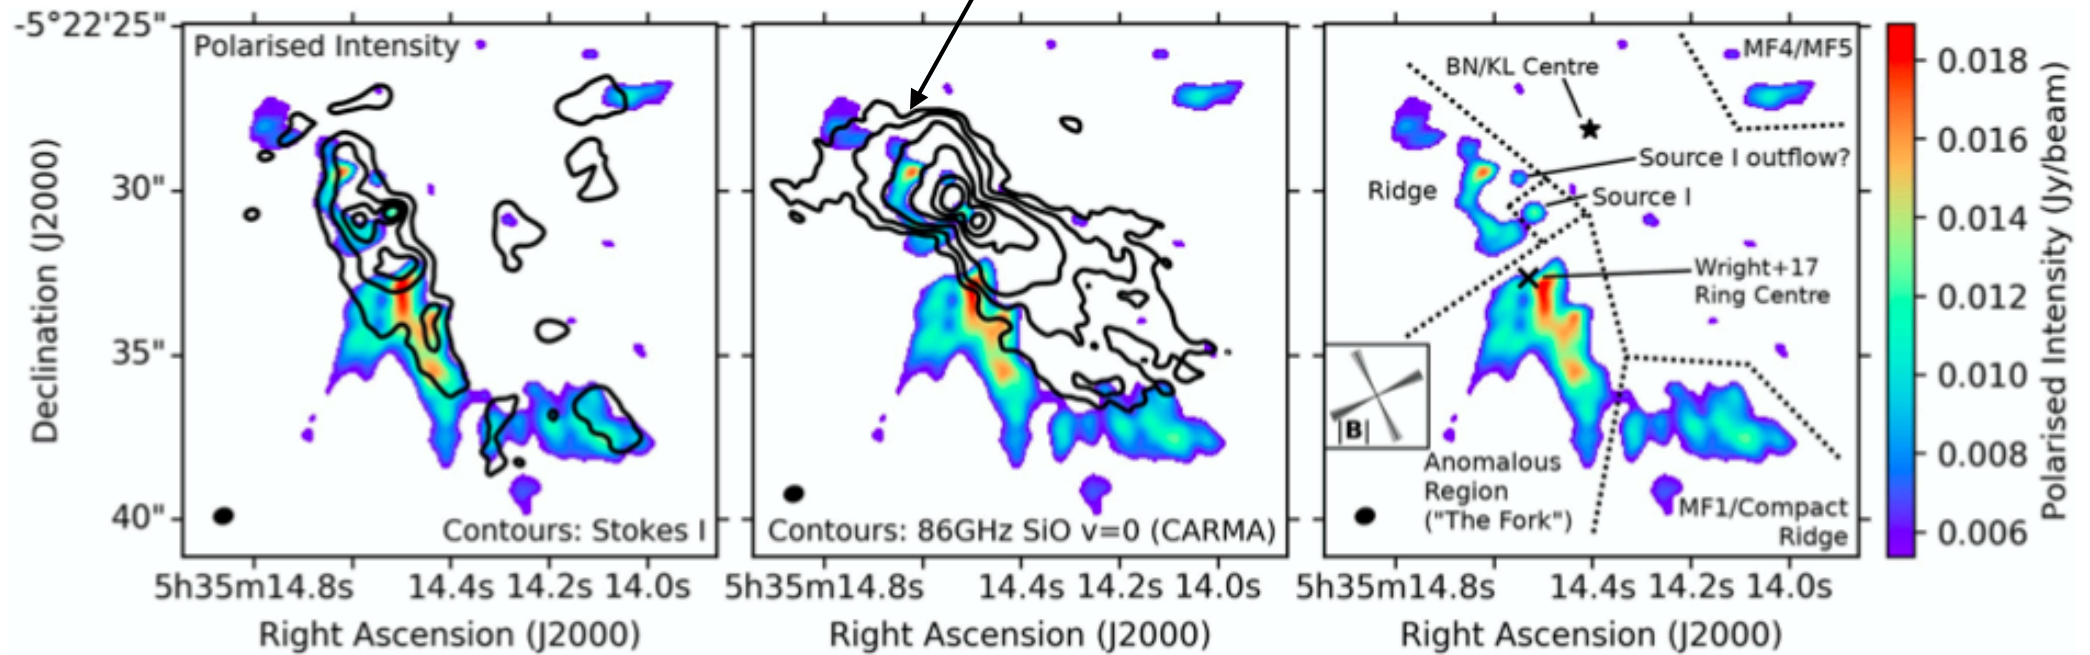 -5°22'25"
30"
35"
40"
Declination (J2000)
Polarised Intensity
Contours: Stokes I
5h35m14.8s 14.4s 14.2s 14.0s
Right Ascension (J2000)
Contours: 86GHz SiO v=0 (CARMA)
5h35m14.8s 14.4s 14.2s 14.0s
Right Ascension (J2000)
MF4/MF5
BN/KL Centre
Source I outflow?
Ridge
Source I
Wright+17
Ring Centre
|B|
Anomalous
Region
("The Fork")
MF1/Compact
Ridge
5h35m14.8s 14.4s 14.2s 14.0s
Right Ascension (J2000)
0.018
0.016
0.014
0.012
0.010
0.008
0.006
Polarised Intensity (Jy/beam)